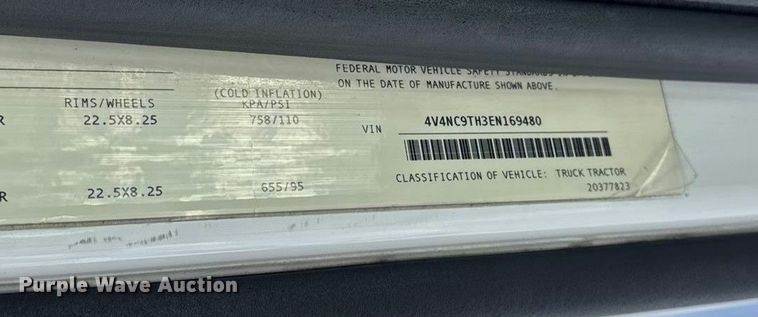 FEDERAL MOTOR VEHICLE SAFETY STANDARDS IN
ON THE DATE OF MANUFACTURE SHOWN ABOVE.
RIMS/WHEELS
(COLD INFLATION)
KPA/PSI
R 22.5X8.25 758/110
VIN 4V4NC9TH3EN169480
CLASSIFICATION OF VEHICLE: TRUCK TRACTOR
R 22.5X8.25 655/95
20377823
Purple Wave Auction